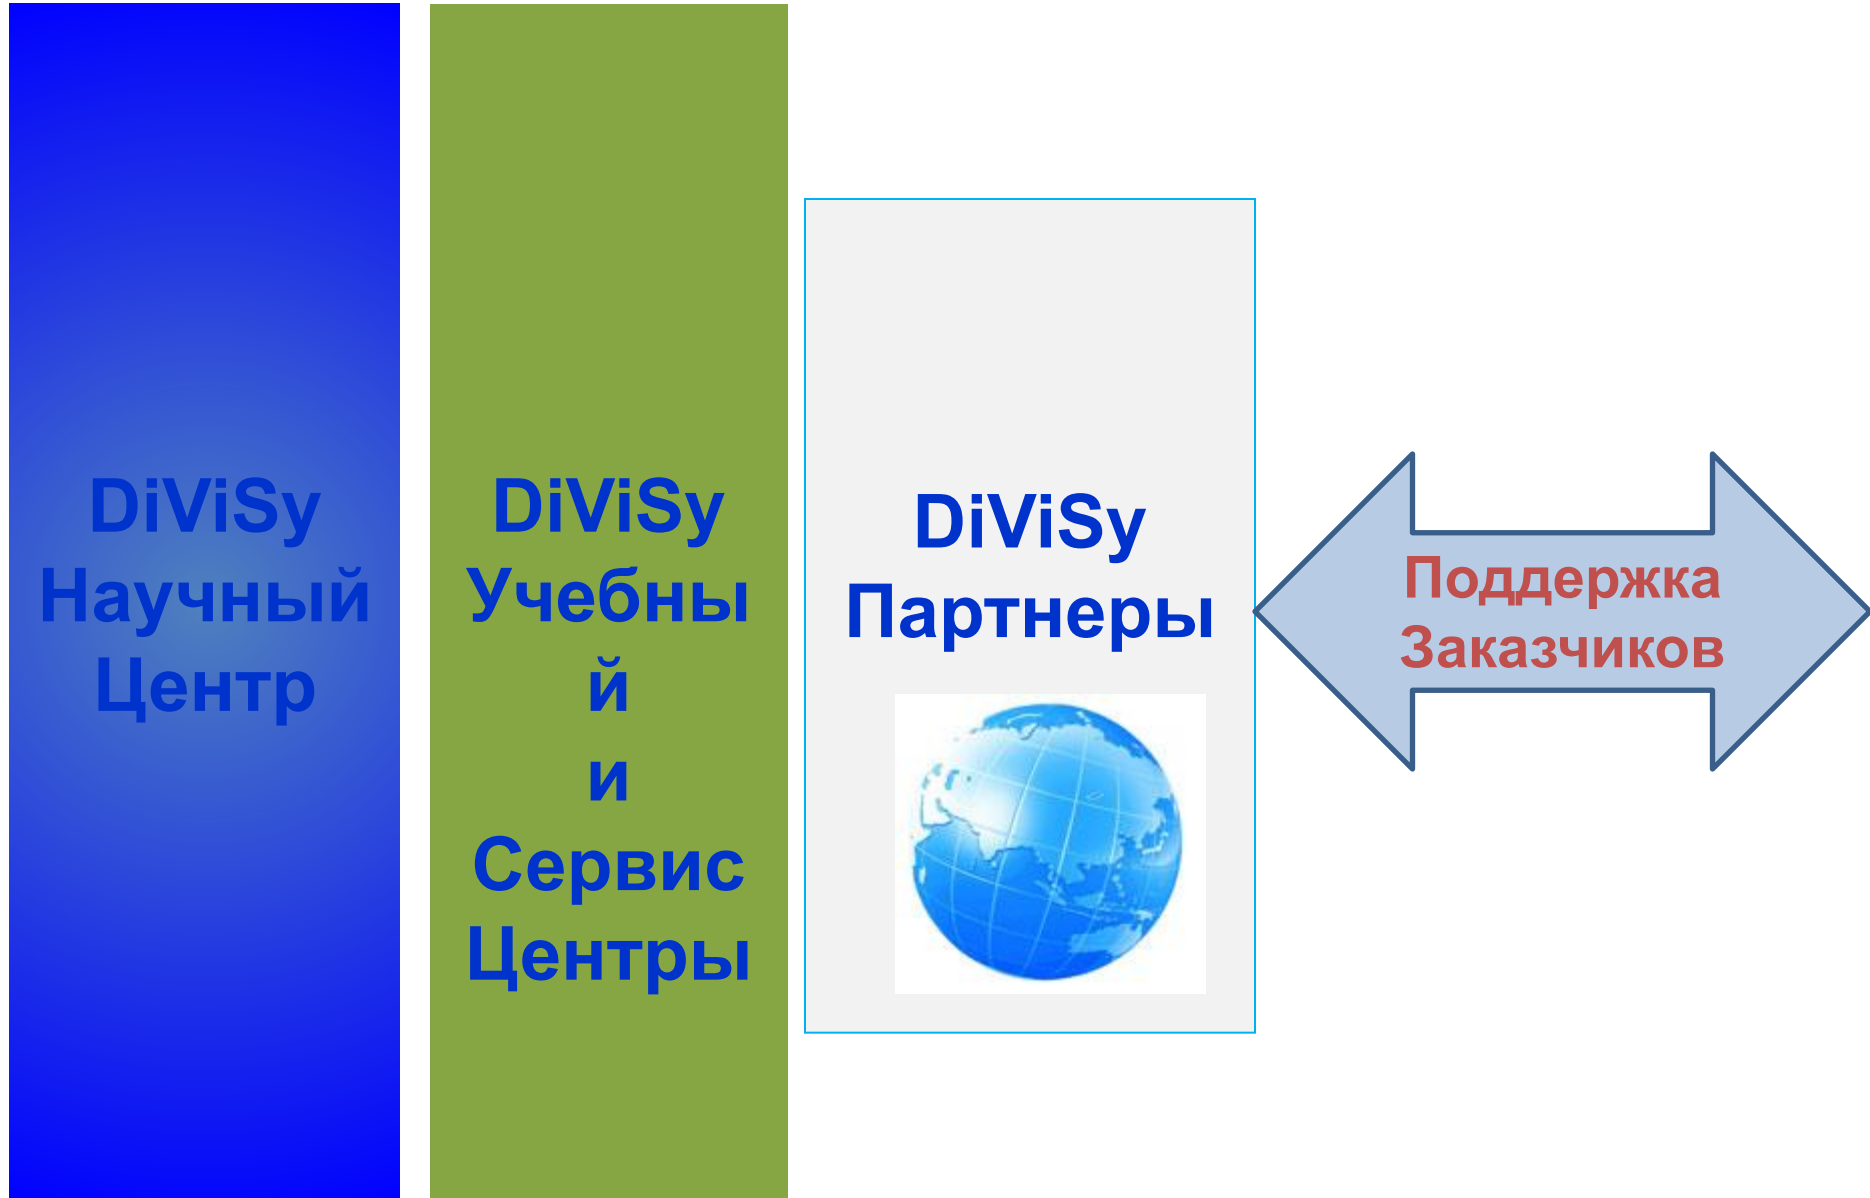 DiViSy
Научный
Центр
DiViSy
Учебны
й
и
Сервис
Центры
DiViSy
Партнеры
Поддержка
Заказчиков